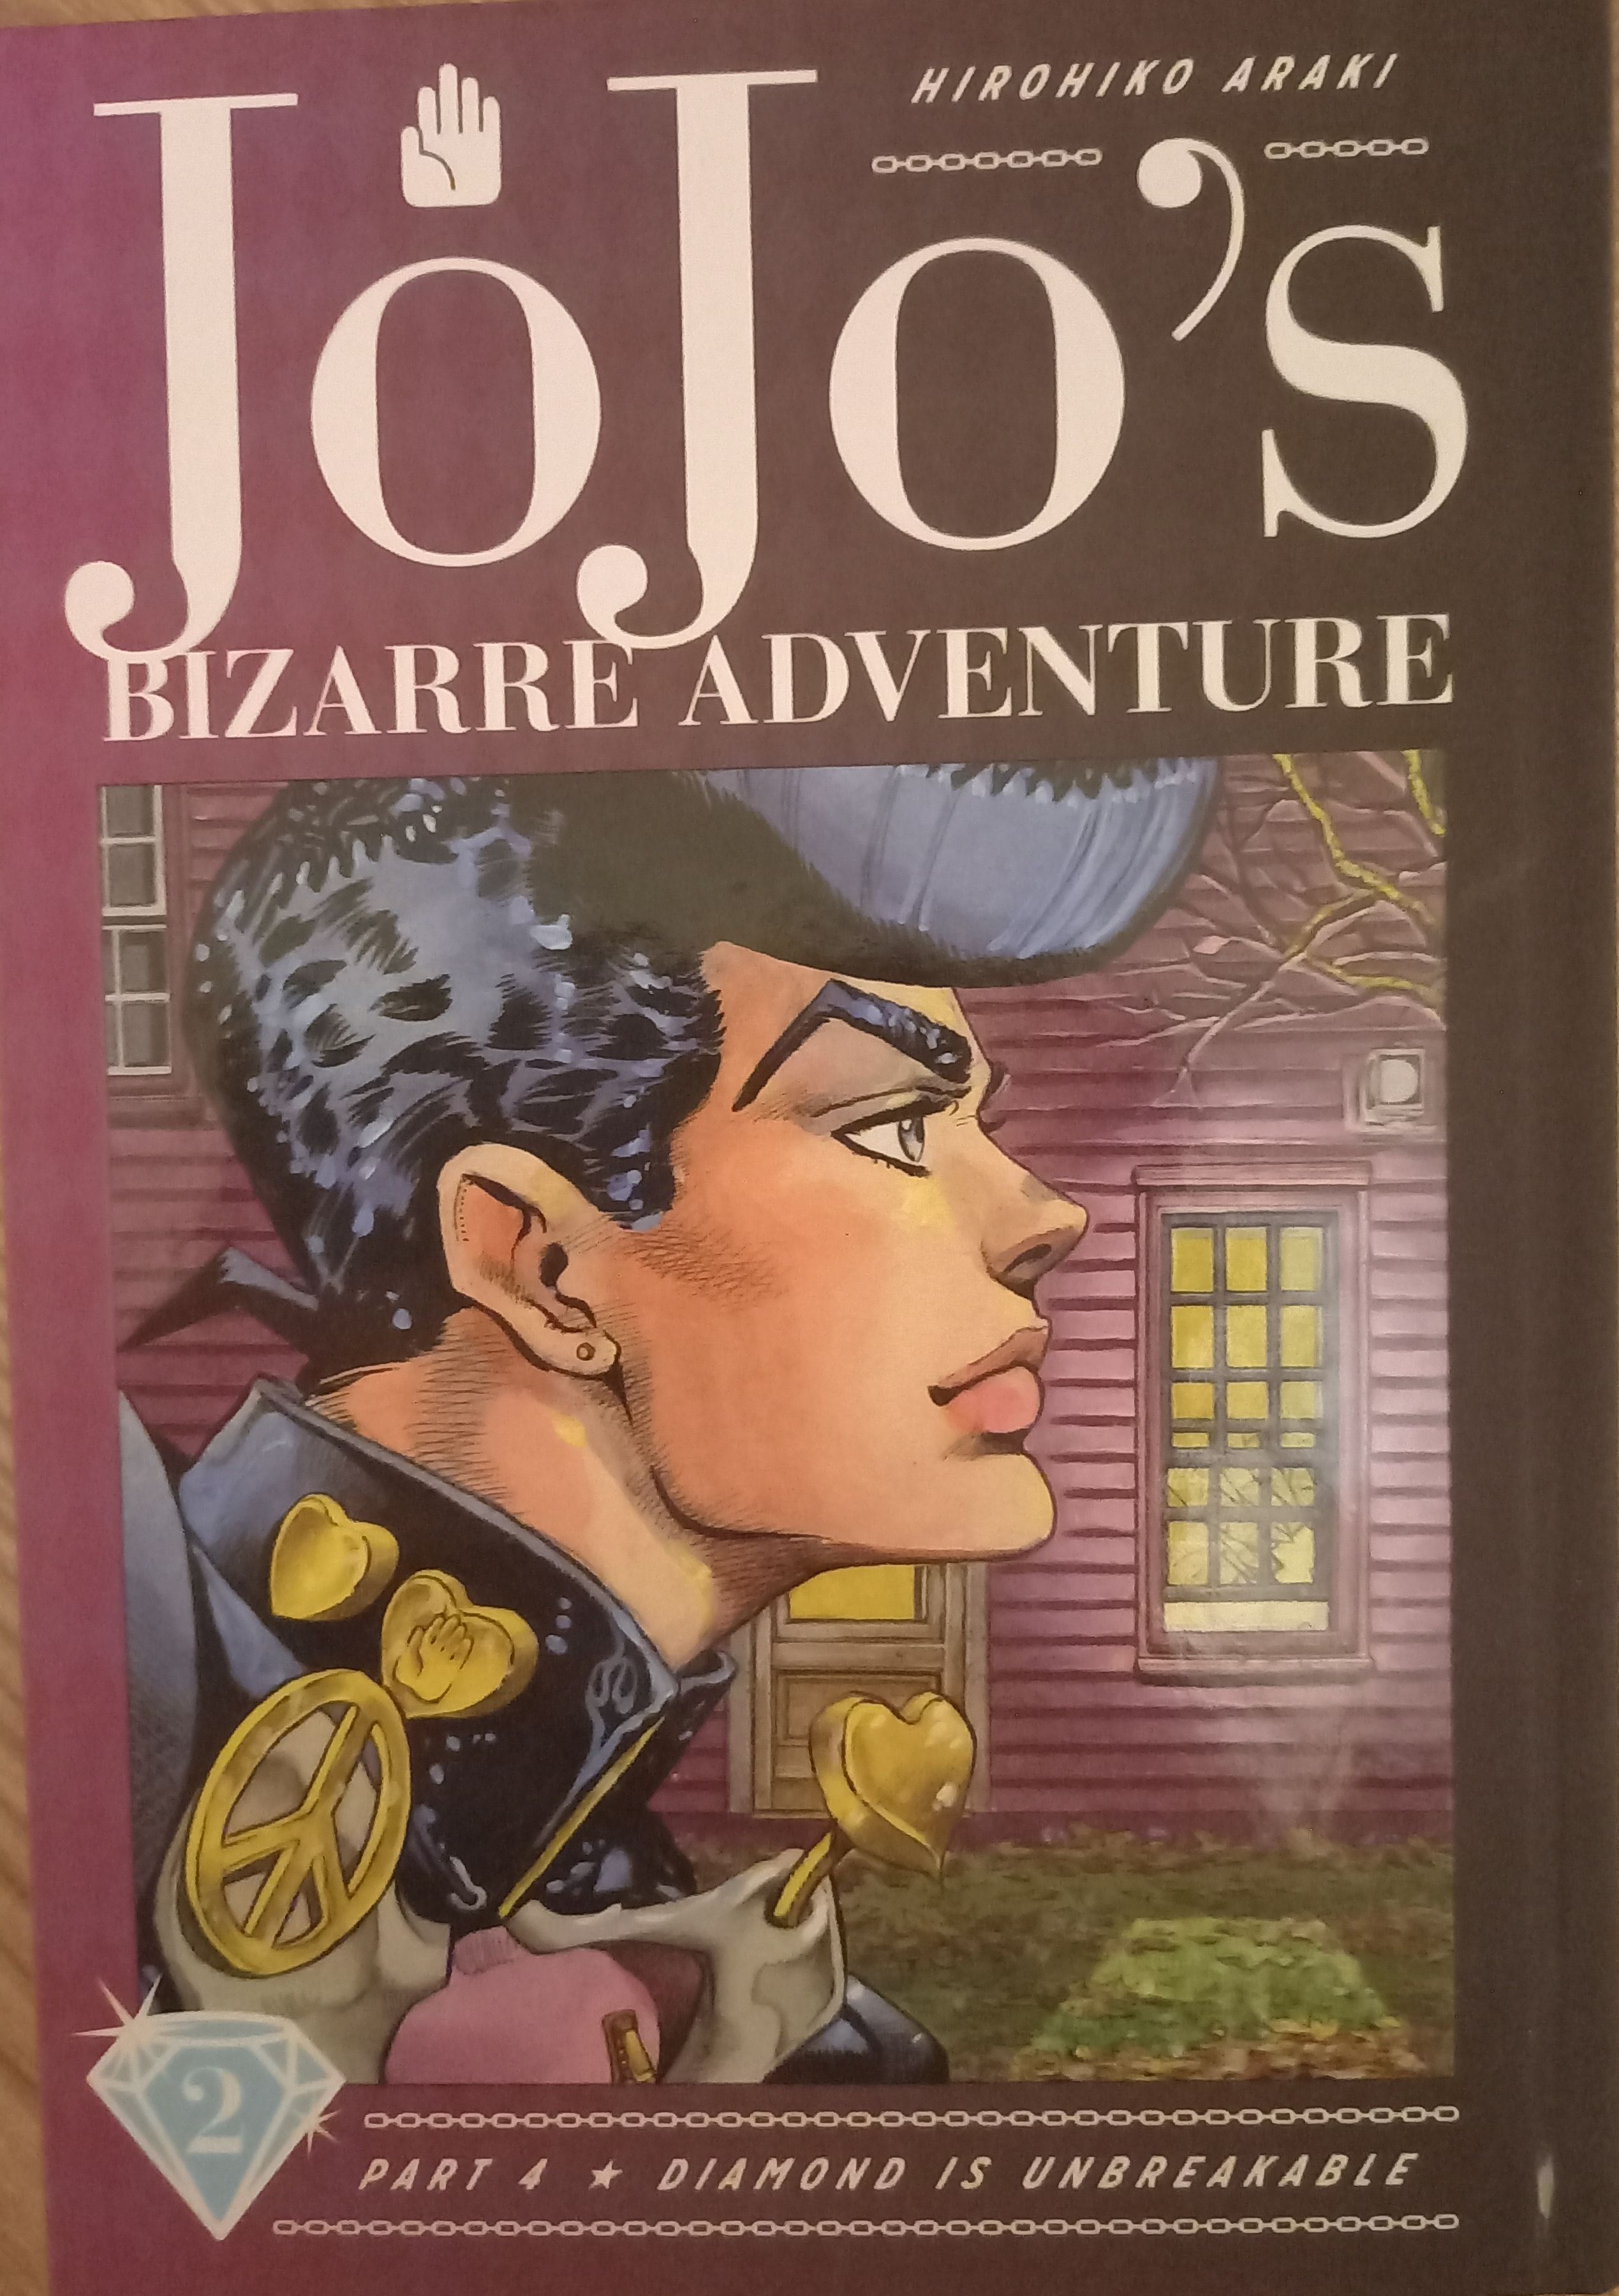 HIROHIKO ARAKI
JoJo's
BIZARRE ADVENTURE
2
PART 4 ★ DIAMOND IS UNBREAKABLE